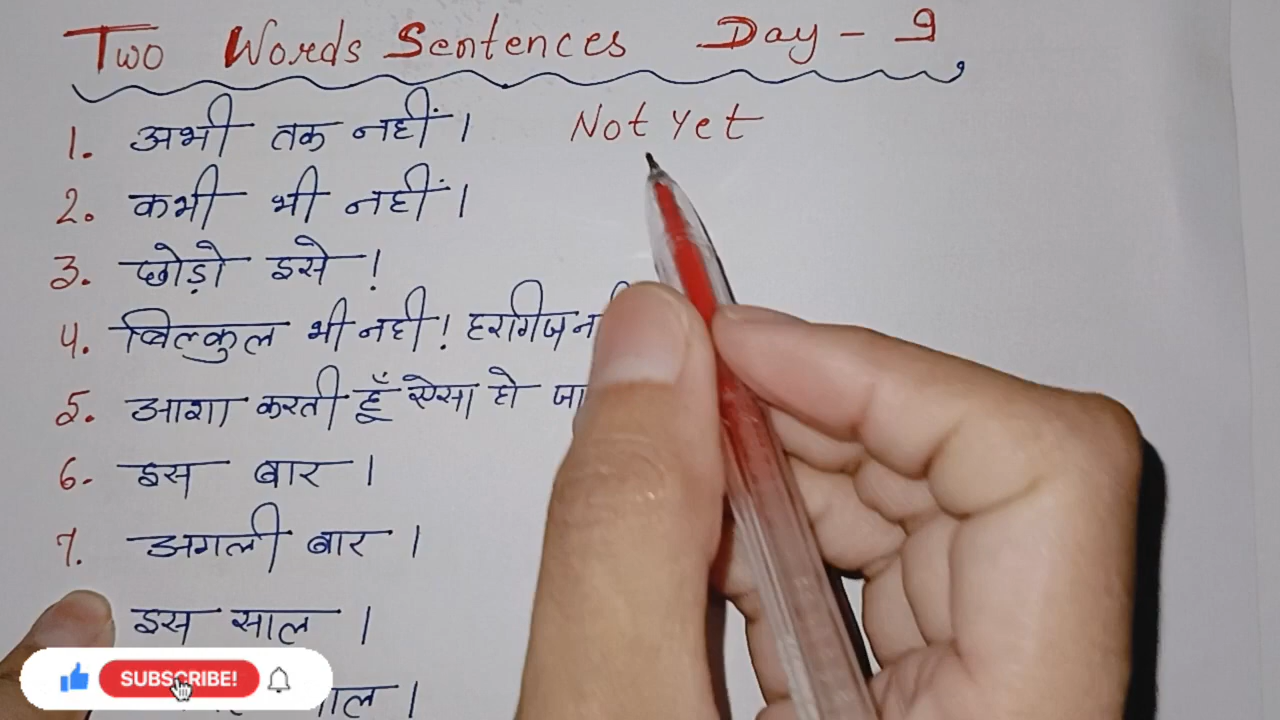 Two Words Sentences Day - 9
1. अभी तक नहीं। Not Yet
2. कभी भी नहीं।
3. छोड़ो इसे !
4. बिल्कुल भी नही! हरगिज
5. आशा करती हूँ ऐसा हो
6. इस बार।
7. अगली बार।
इस साल।
SUBSCRIBE!